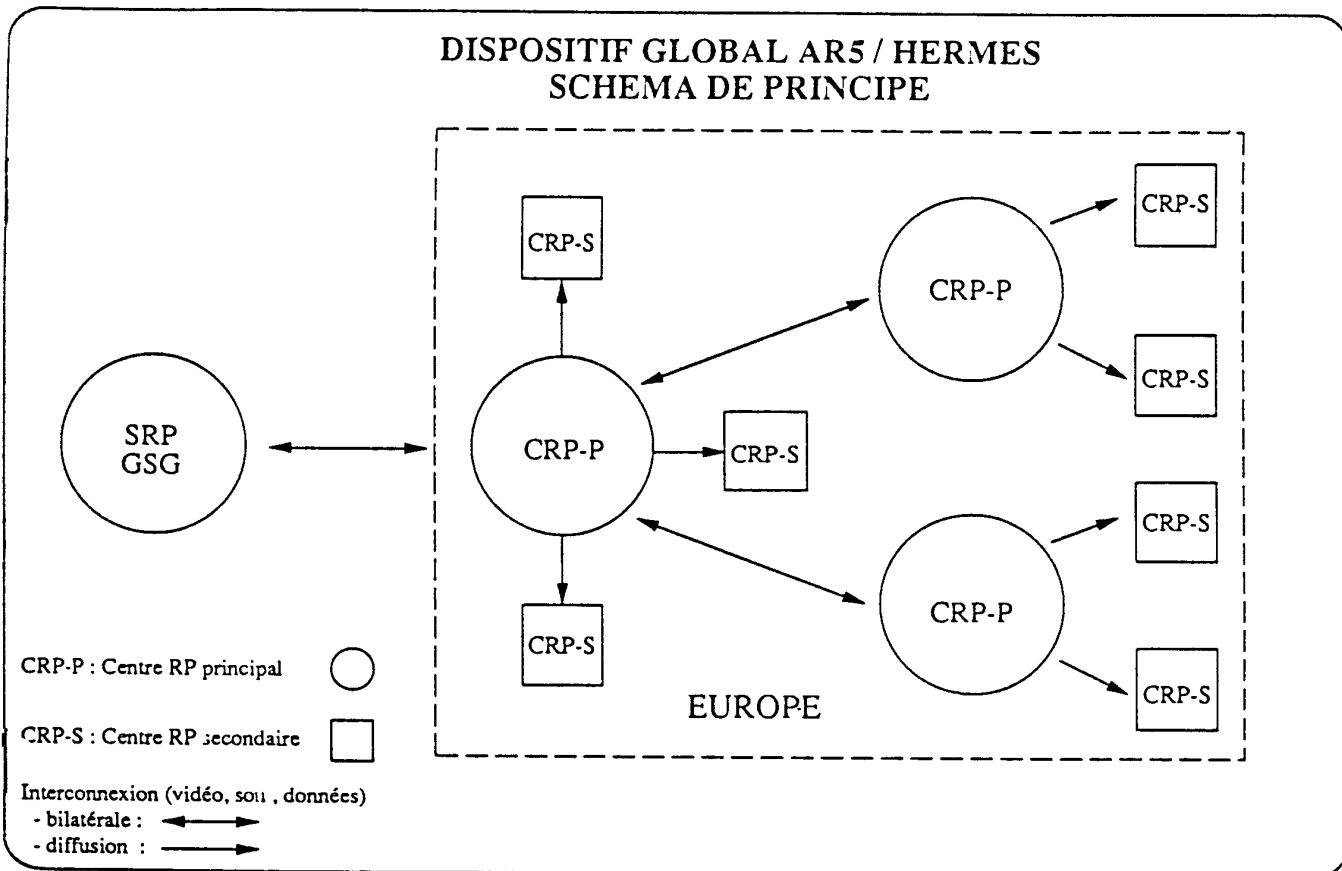 DISPOSITIF GLOBAL AR5 / HERMES
SCHEMA DE PRINCIPE
CRP-S
CRP-S
CRP-P
CRP-S
SRP
GSG
CRP-P
CRP-S
CRP-S
CRP-P
CRP-S
CRP-S
EUROPE
CRP-P : Centre RP principal
CRP-S : Centre RP secondaire
Interconnexion (vidéo, son , données)
- bilatérale :
- diffusion :